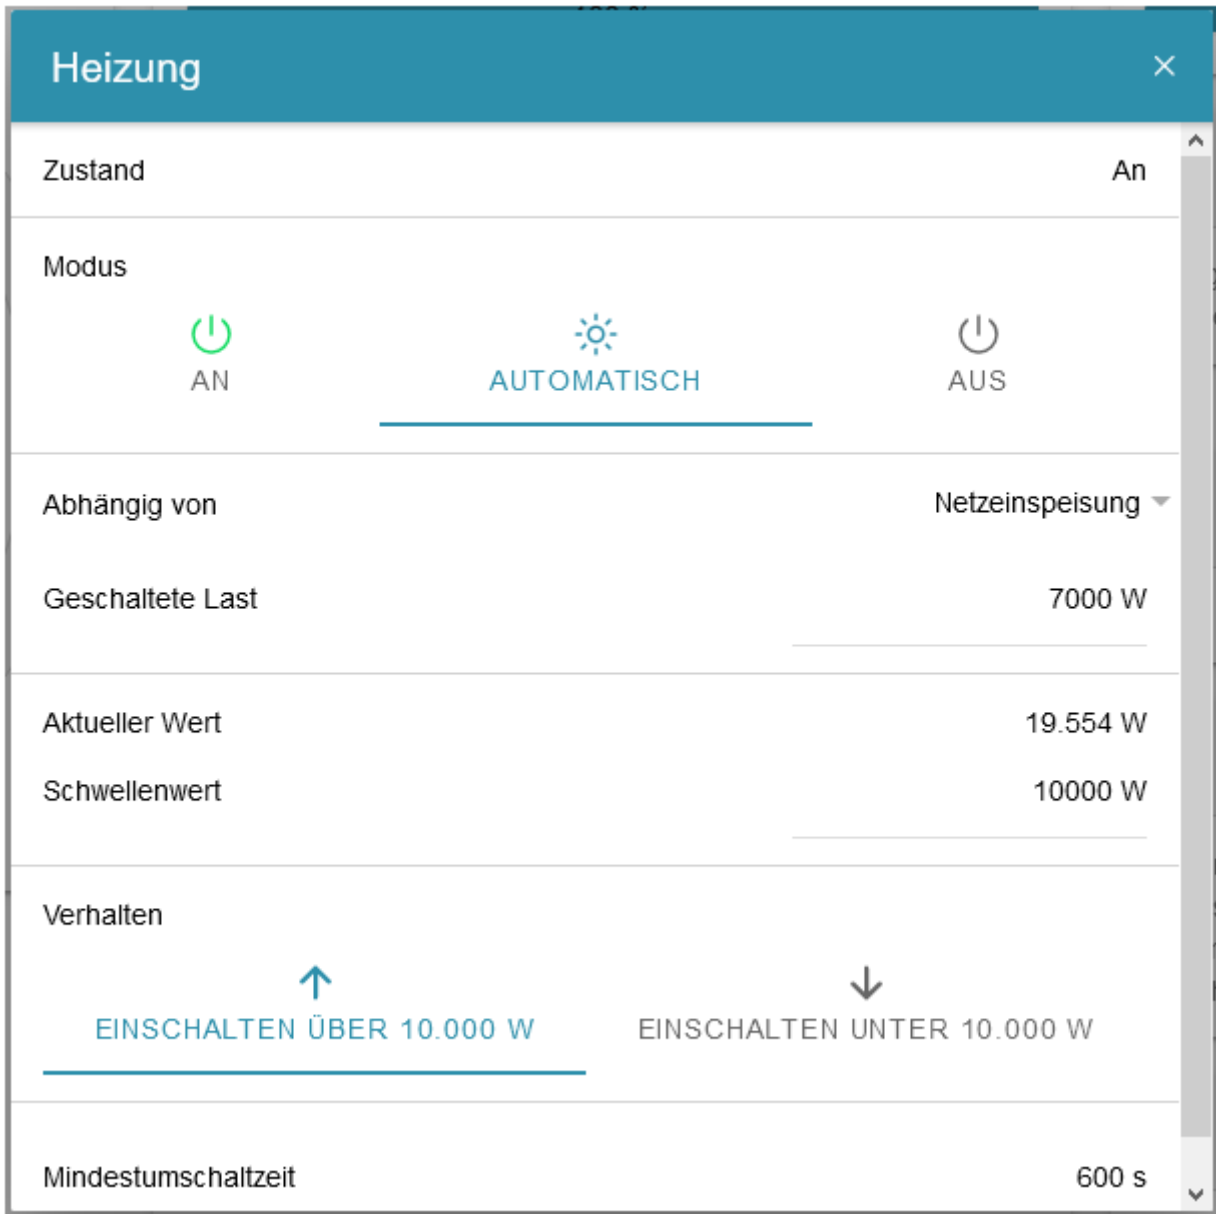 Heizung
Zustand An
Modus
AN AUTOMATISCH AUS
Abhängig von Netzeinspeisung
Geschaltete Last 7000 W
Aktueller Wert 19.554 W
Schwellenwert 10000 W
Verhalten
EINSCHALTEN ÜBER 10.000 W EINSCHALTEN UNTER 10.000 W
Mindestumschaltzeit 600 s